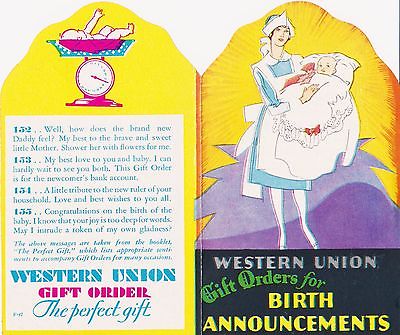 152 . . Well, how does the brand new
Daddy feel? My best to the brave and sweet
little Mother. Shower her with flowers for me.
153 . . My best love to you and baby. I can
hardly wait to see you both. This Gift Order
is for the newcomer's bank account.
154 . . A little tribute to the new ruler of your
household. Love and best wishes to you all.
155 . . Congratulations on the birth of the
baby. I know that your joy is too deep for words.
May I intrude a token of my own gladness?
The above messages are taken from the booklet,
"The Perfect Gift," which lists appropriate senti-
ments to accompany Gift Orders for many occasions.
WESTERN UNION
GIFT ORDER
The perfect gift
WESTERN UNION
Gift Orders for
BIRTH
ANNOUNCEMENTS